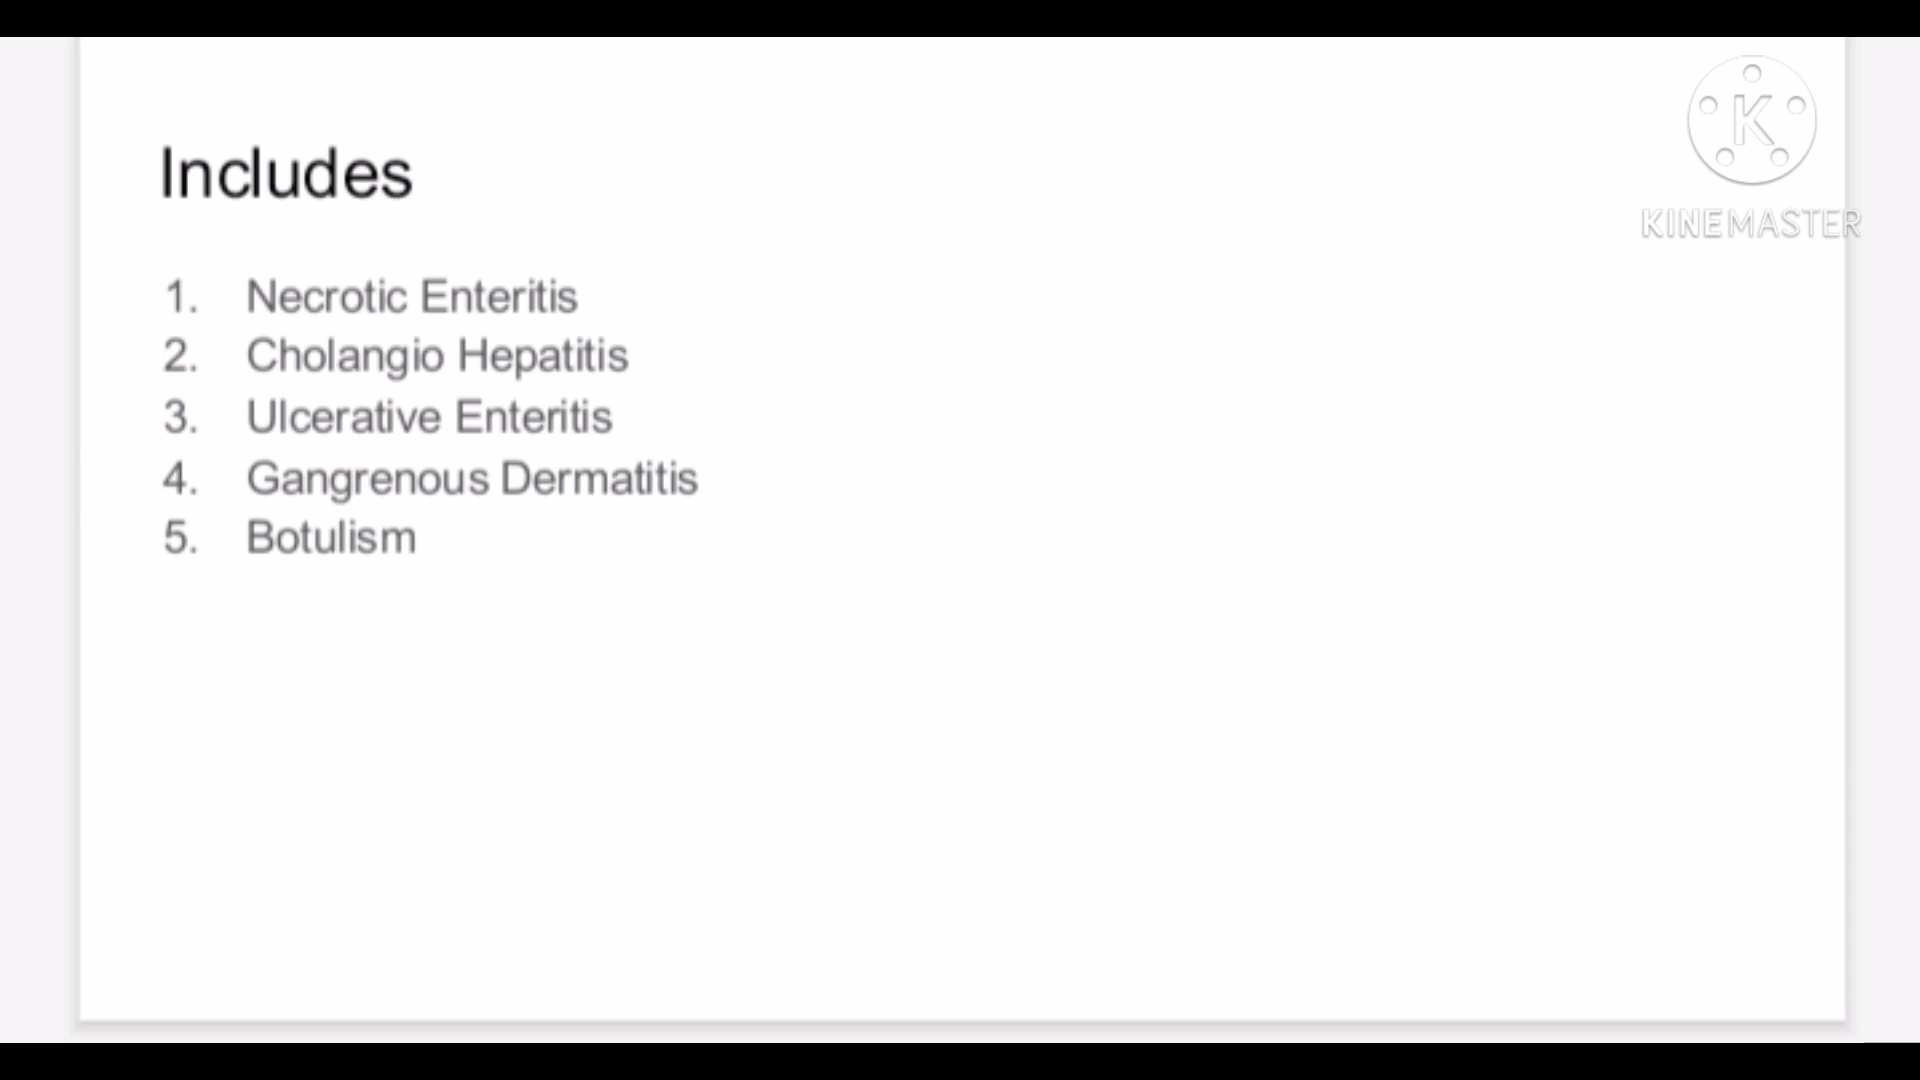 Includes
K
KINEMASTER
1. Necrotic Enteritis
2. Cholangio Hepatitis
3. Ulcerative Enteritis
4. Gangrenous Dermatitis
5. Botulism